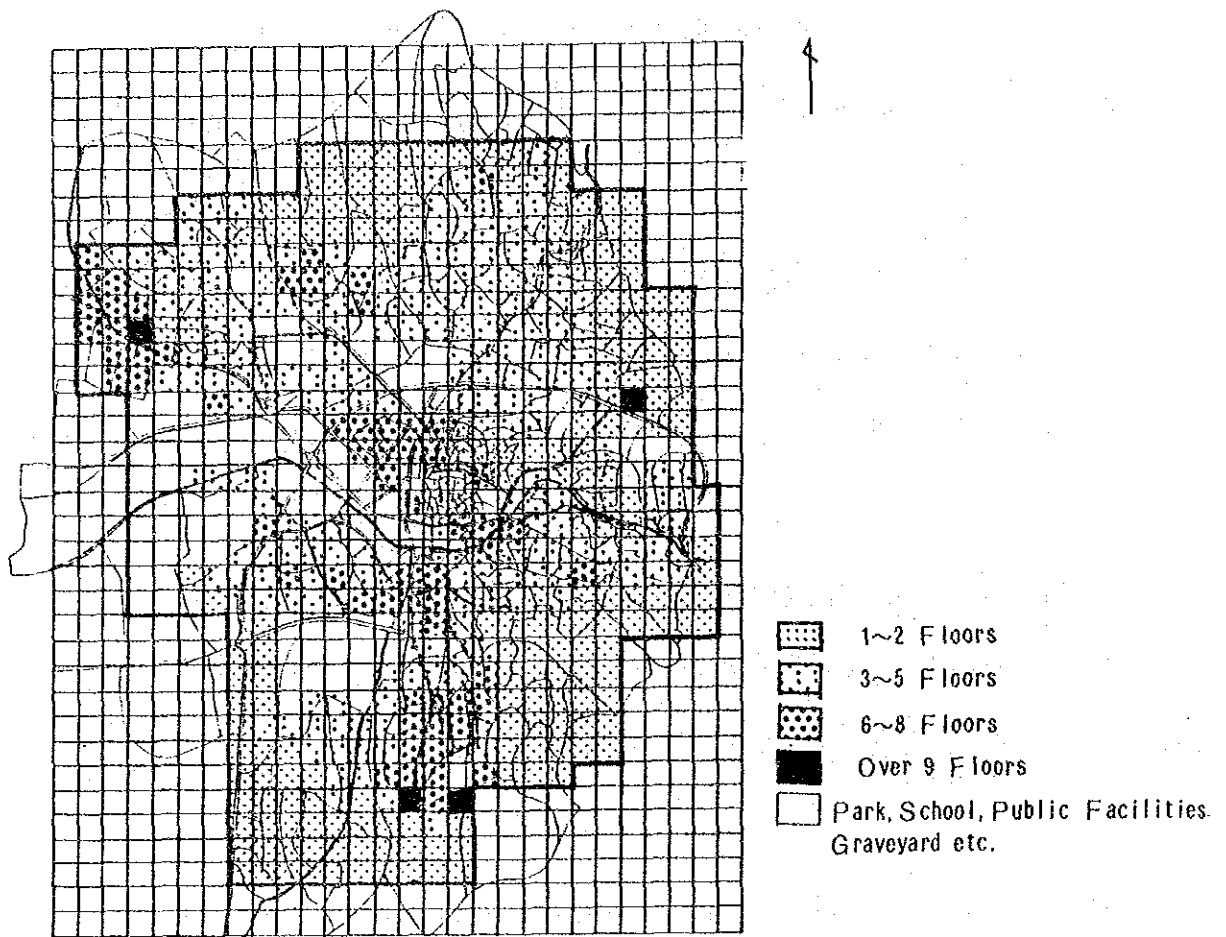 1~2 Floors
3~5 Floors
6~8 Floors
Over 9 Floors
Park, School, Public Facilities
Graveyard etc.